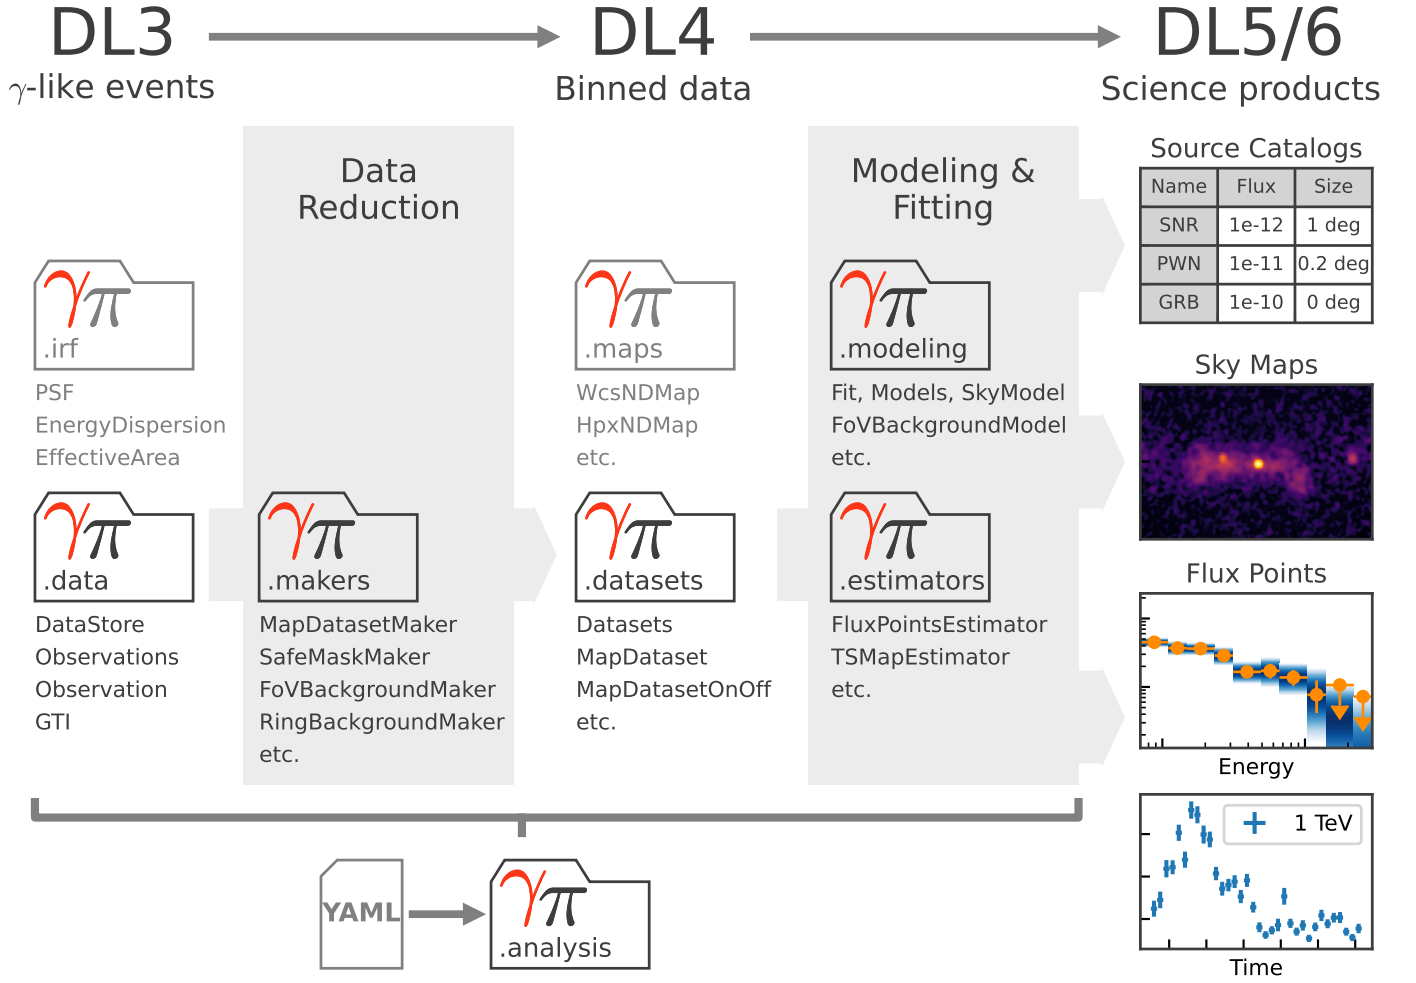 DL3
DL4
DL5/6
γ-like events
Binned data
Science products
Data
Reduction
Modeling &
Fitting
γπ
.irf
PSF
EnergyDispersion
EffectiveArea
γπ
.data
DataStore
Observations
Observation
GTI
γπ
.makers
MapDatasetMaker
SafeMaskMaker
FoVBackgroundMaker
RingBackgroundMaker
etc.
γπ
.maps
WcsNDMap
HpxNDMap
etc.
γπ
.datasets
Datasets
MapDataset
MapDatasetOnOff
etc.
γπ
.modeling
Fit, Models, SkyModel
FoVBackgroundModel
etc.
γπ
.estimators
FluxPointsEstimator
TSMapEstimator
etc.
Source Catalogs
Name Flux Size
SNR 1e-12 1 deg
PWN 1e-11 0.2 deg
GRB 1e-10 0 deg
Sky Maps
Flux Points
Energy
1 TeV
Time
YAML
γπ
.analysis